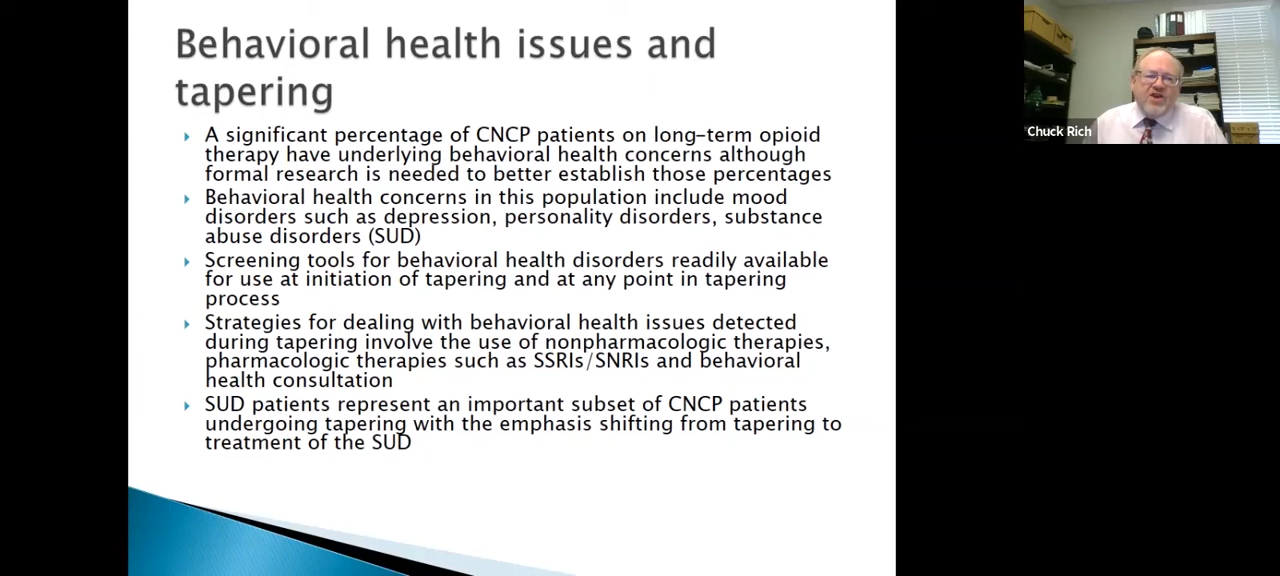 Behavioral health issues and
tapering
A significant percentage of CNCP patients on long-term opioid
therapy have underlying behavioral health concerns although
formal research is needed to better establish those percentages
Behavioral health concerns in this population include mood
disorders such as depression, personality disorders, substance
abuse disorders (SUD)
Screening tools for behavioral health disorders readily available
for use at initiation of tapering and at any point in tapering
process
Strategies for dealing with behavioral health issues detected
during tapering involve the use of nonpharmacologic therapies,
pharmacologic therapies such as SSRIs/SNRIs and behavioral
health consultation
SUD patients represent an important subset of CNCP patients
undergoing tapering with the emphasis shifting from tapering to
treatment of the SUD
Chuck Rich